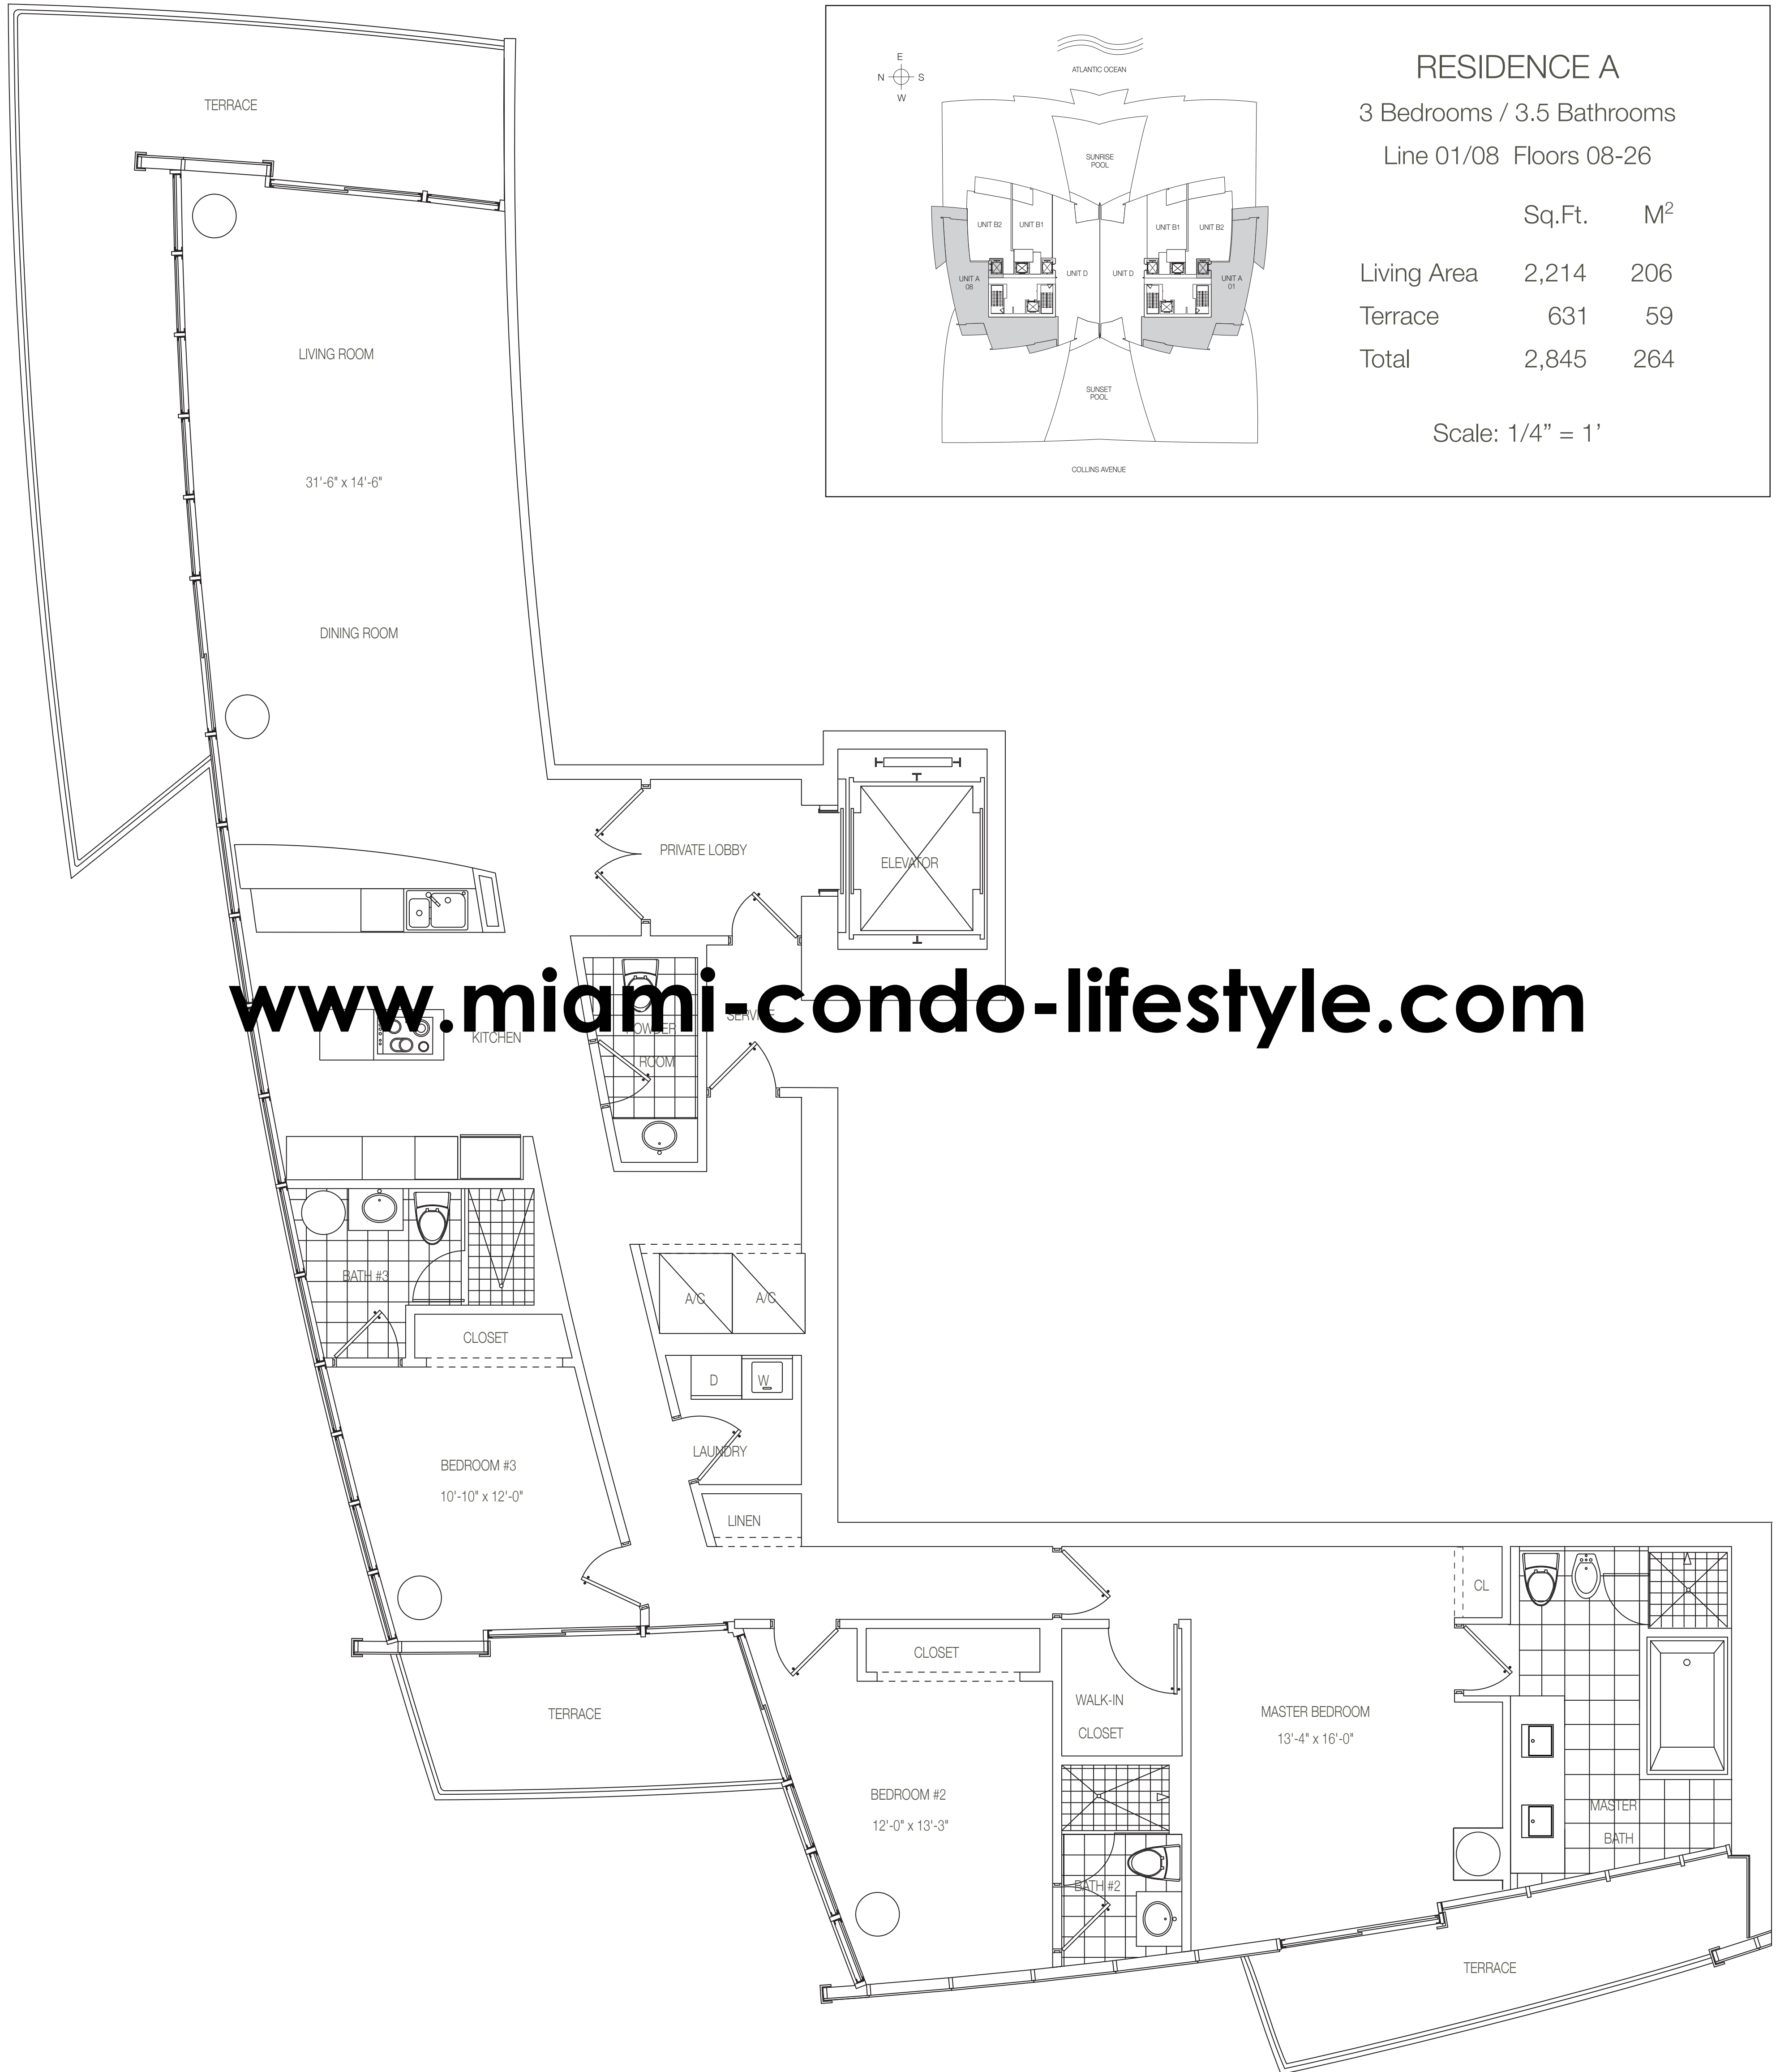 E
N
S
W
ATLANTIC OCEAN
SUNRISE
POOL
UNIT B2
UNIT B1
UNIT B1
UNIT B2
UNIT A
08
UNIT D
UNIT D
UNIT A
01
SUNSET
POOL
COLLINS AVENUE
RESIDENCE A
3 Bedrooms / 3.5 Bathrooms
Line 01/08 Floors 08-26
Sq.Ft. M²
Living Area 2,214 206
Terrace 631 59
Total 2,845 264
Scale: 1/4” = 1’
TERRACE
LIVING ROOM
31'-6" x 14'-6"
DINING ROOM
PRIVATE LOBBY
ELEVATOR
www.miami-condo-lifestyle.com
SERVICE
KITCHEN
POWDER
ROOM
BATH #3
A/C
A/C
CLOSET
D
W
LAUNDRY
BEDROOM #3
10'-10" x 12'-0"
LINEN
CL
CLOSET
TERRACE
WALK-IN
CLOSET
MASTER BEDROOM
13'-4" x 16'-0"
BEDROOM #2
12'-0" x 13'-3"
MASTER
BATH
BATH #2
TERRACE